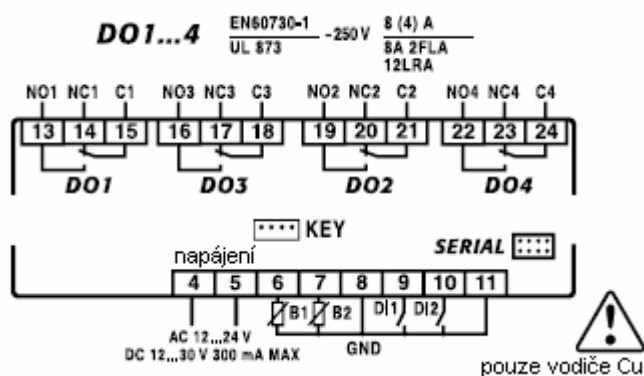 DO1...4 EN60730-1 ~250V 8 (4) A
UL 873 8A 2FLA
12LRA
NO1 NC1 C1 NO3 NC3 C3 NO2 NC2 C2 NO4 NC4 C4
13 14 15 16 17 18 19 20 21 22 23 24
DO1 DO3 DO2 DO4
KEY
napájení SERIAL
4 5 6 7 8 9 10 11
B1 B2 DI1 DI2
AC 12...24 V GND
DC 12...30 V 300 mA MAX
pouze vodiče Cu